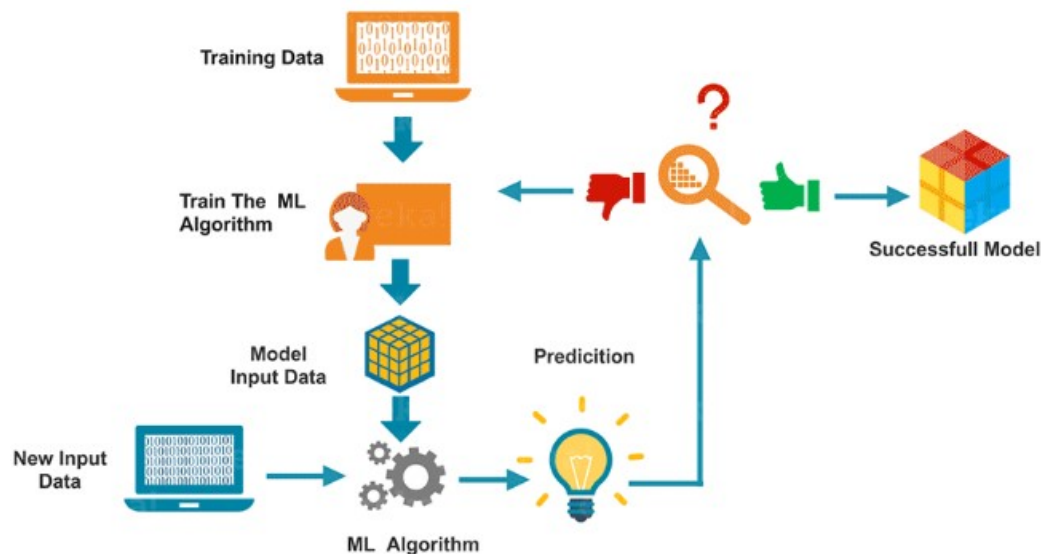 Training Data
Train The ML
Algorithm
Model
Input Data
New Input
Data
ML Algorithm
Predicition
?
Successfull Model